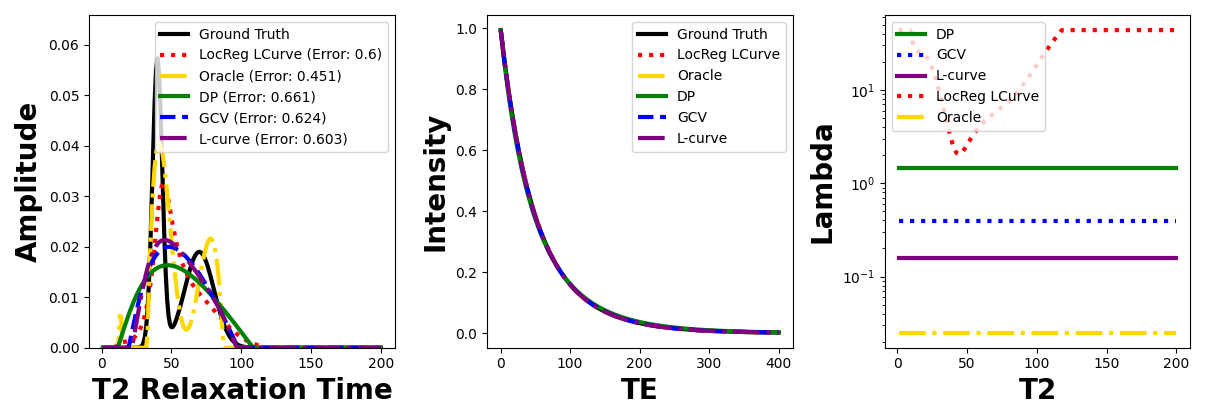 0.06
0.05
0.04
0.03
0.02
0.01
0.00
Amplitude
0
50
100
150
200
T2 Relaxation Time
Ground Truth
LocReg LCurve (Error: 0.6)
Oracle (Error: 0.451)
DP (Error: 0.661)
GCV (Error: 0.624)
L-curve (Error: 0.603)
1.0
0.8
0.6
0.4
0.2
0.0
Intensity
0
100
200
300
400
TE
Ground Truth
LocReg LCurve
Oracle
DP
GCV
L-curve
10¹
10⁰
10⁻¹
Lambda
0
50
100
150
200
T2
DP
GCV
L-curve
LocReg LCurve
Oracle